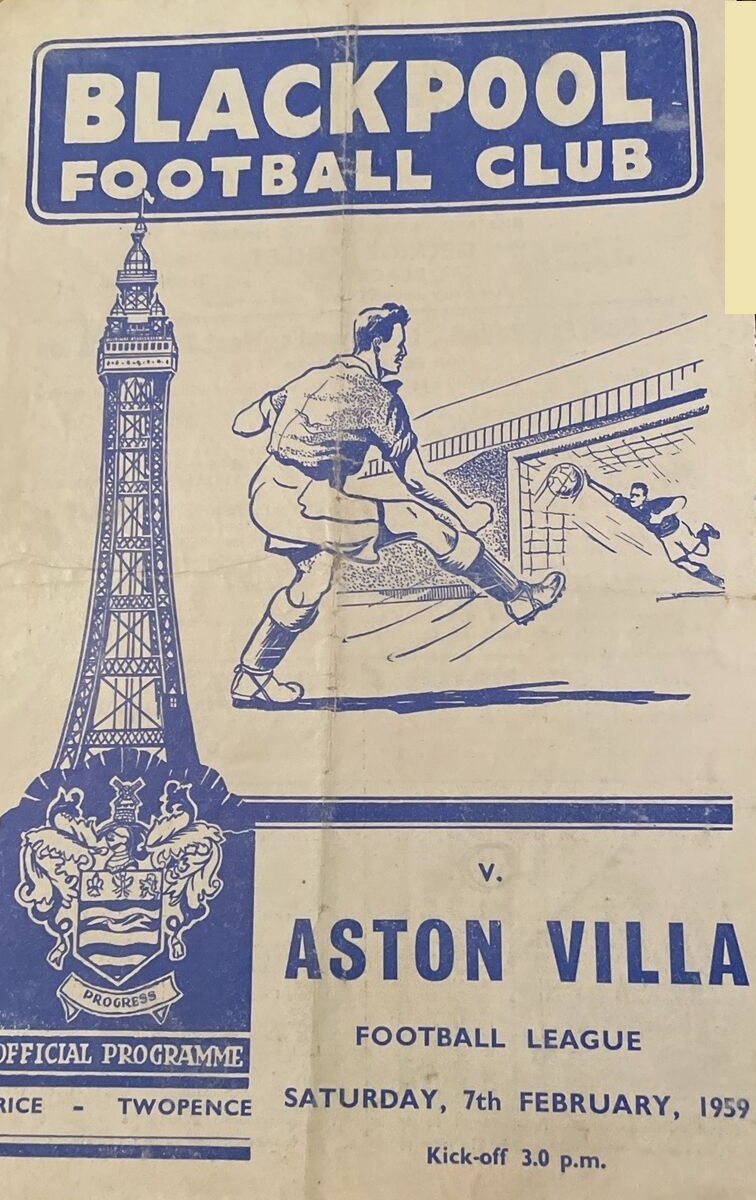 BLACKPOOL
FOOTBALL CLUB
v.
ASTON VILLA
FOOTBALL LEAGUE
SATURDAY, 7th FEBRUARY, 1959
Kick-off 3.0 p.m.
PROGRESS
OFFICIAL PROGRAMME
RICE - TWOPENCE